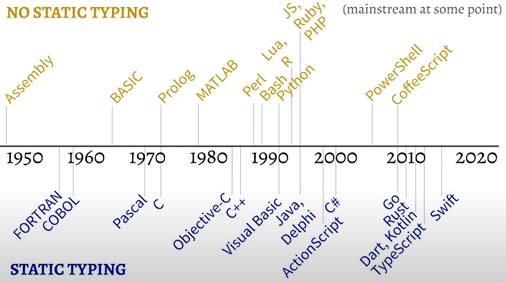 NO STATIC TYPING
(mainstream at some point)
Assembly
BASIC
Prolog
MATLAB
Perl
Lua,
Bash
R
Python
JS,
Ruby,
PHP
PowerShell
CoffeeScript
1950 1960 1970 1980 1990 2000 2010 2020
FORTRAN
COBOL
Pascal
C
Objective-C
C++
Visual Basic
Java,
Delphi
C#
ActionScript
Go
Rust
Dart, Kotlin
TypeScript
Swift
STATIC TYPING